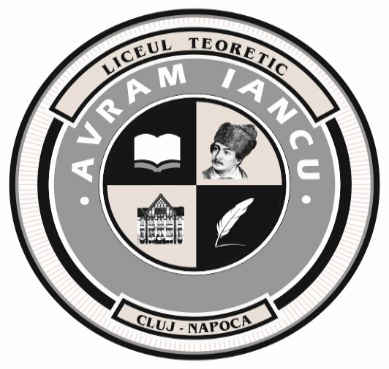 LICEUL TEORETIC
AVRAM IANCU
CLUJ - NAPOCA